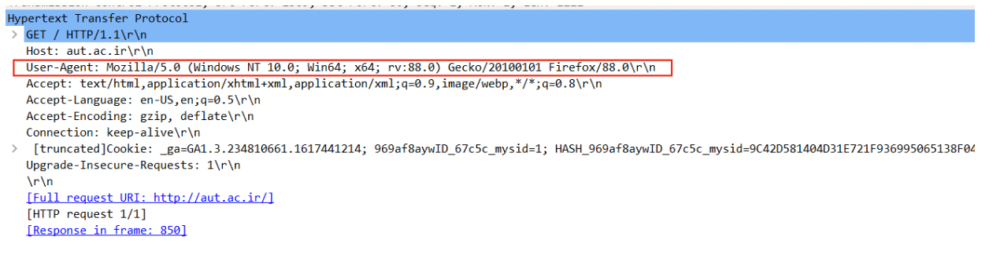 Hypertext Transfer Protocol
> GET / HTTP/1.1\r\n
Host: aut.ac.ir\r\n
User-Agent: Mozilla/5.0 (Windows NT 10.0; Win64; x64; rv:88.0) Gecko/20100101 Firefox/88.0\r\n
Accept: text/html,application/xhtml+xml,application/xml;q=0.9,image/webp,*/*;q=0.8\r\n
Accept-Language: en-US,en;q=0.5\r\n
Accept-Encoding: gzip, deflate\r\n
Connection: keep-alive\r\n
> [truncated]Cookie: _ga=GA1.3.234810661.1617441214; 969af8aywID_67c5c_mysid=1; HASH_969af8aywID_67c5c_mysid=9C42D581404D31E721F936995065138F04
Upgrade-Insecure-Requests: 1\r\n
\r\n
[Full request URI: http://aut.ac.ir/]
[HTTP request 1/1]
[Response in frame: 850]